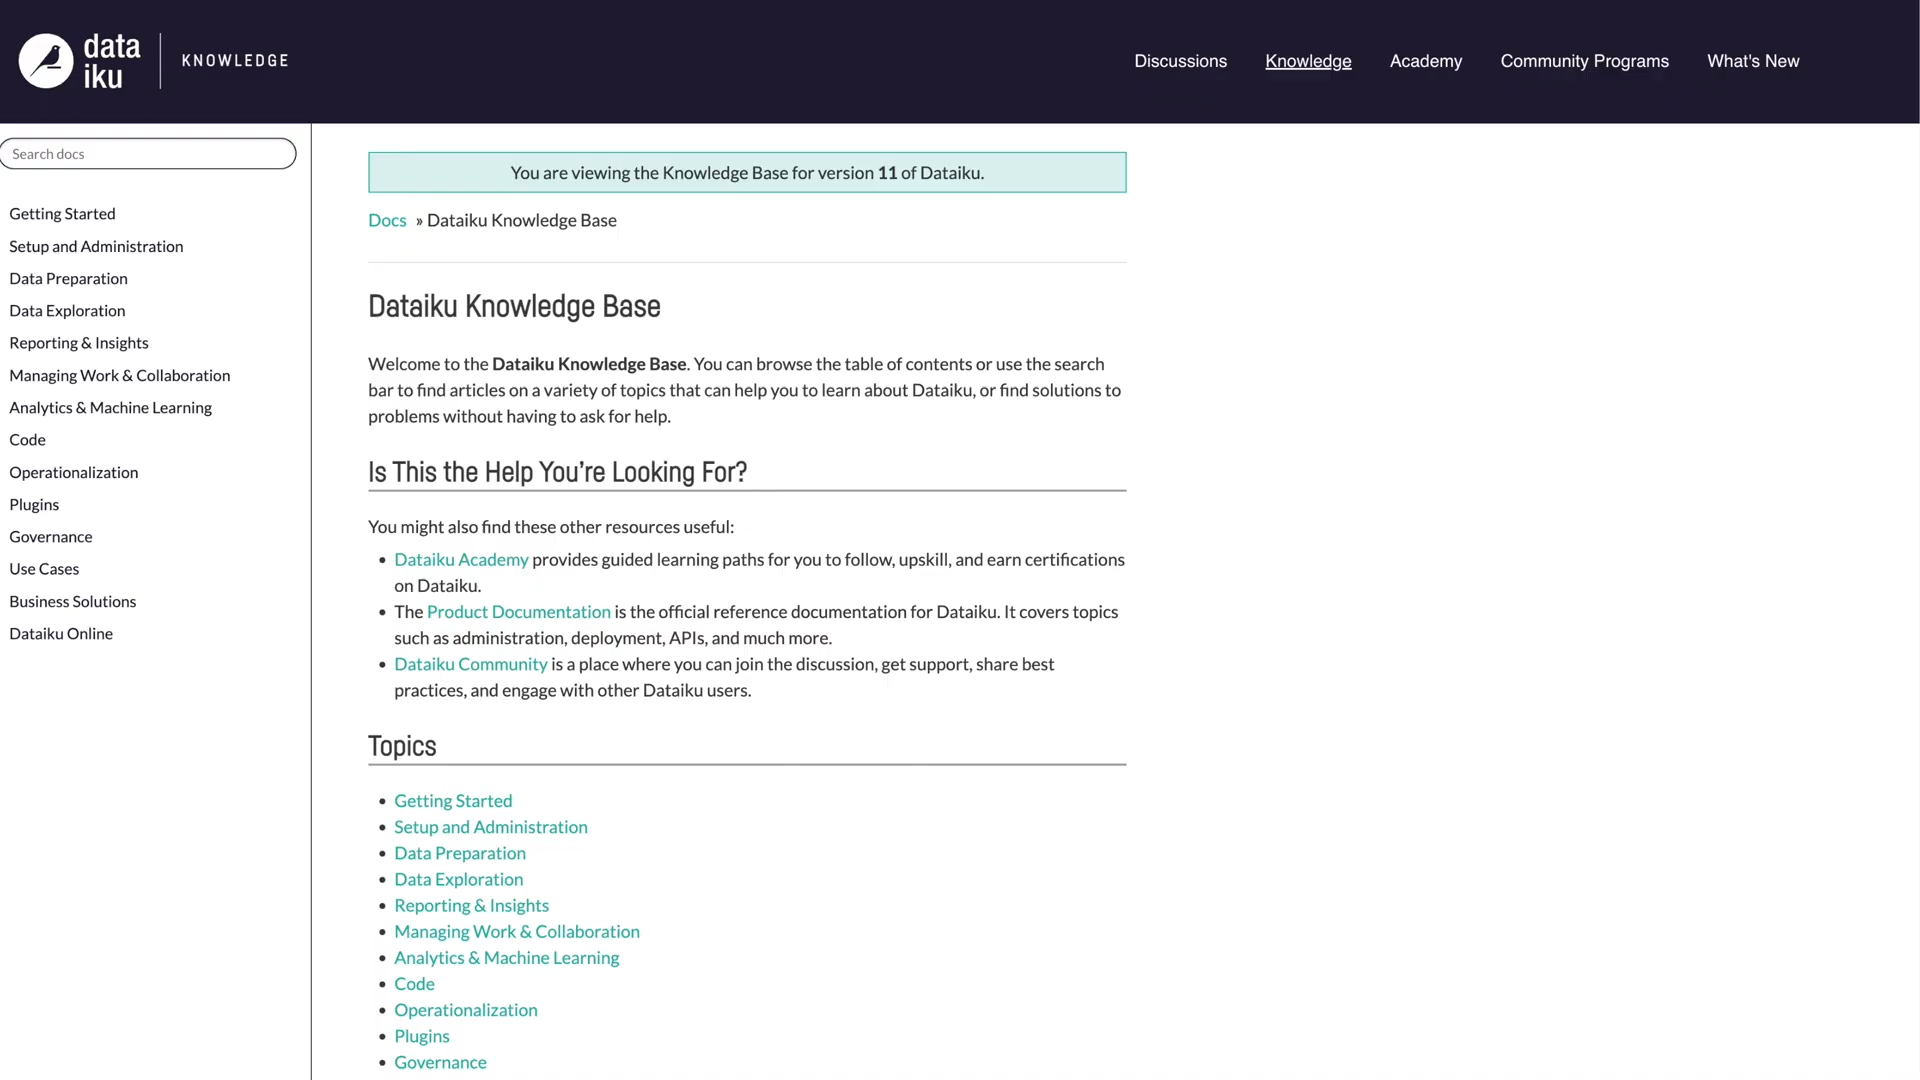 data
iku
KNOWLEDGE
Discussions
Knowledge
Academy
Community Programs
What's New
Search docs
Getting Started
Setup and Administration
Data Preparation
Data Exploration
Reporting & Insights
Managing Work & Collaboration
Analytics & Machine Learning
Code
Operationalization
Plugins
Governance
Use Cases
Business Solutions
Dataiku Online
You are viewing the Knowledge Base for version 11 of Dataiku.
Docs » Dataiku Knowledge Base
Dataiku Knowledge Base
Welcome to the Dataiku Knowledge Base. You can browse the table of contents or use the search
bar to find articles on a variety of topics that can help you to learn about Dataiku, or find solutions to
problems without having to ask for help.
Is This the Help You’re Looking For?
You might also find these other resources useful:
• Dataiku Academy provides guided learning paths for you to follow, upskill, and earn certifications
on Dataiku.
• The Product Documentation is the official reference documentation for Dataiku. It covers topics
such as administration, deployment, APIs, and much more.
• Dataiku Community is a place where you can join the discussion, get support, share best
practices, and engage with other Dataiku users.
Topics
• Getting Started
• Setup and Administration
• Data Preparation
• Data Exploration
• Reporting & Insights
• Managing Work & Collaboration
• Analytics & Machine Learning
• Code
• Operationalization
• Plugins
• Governance